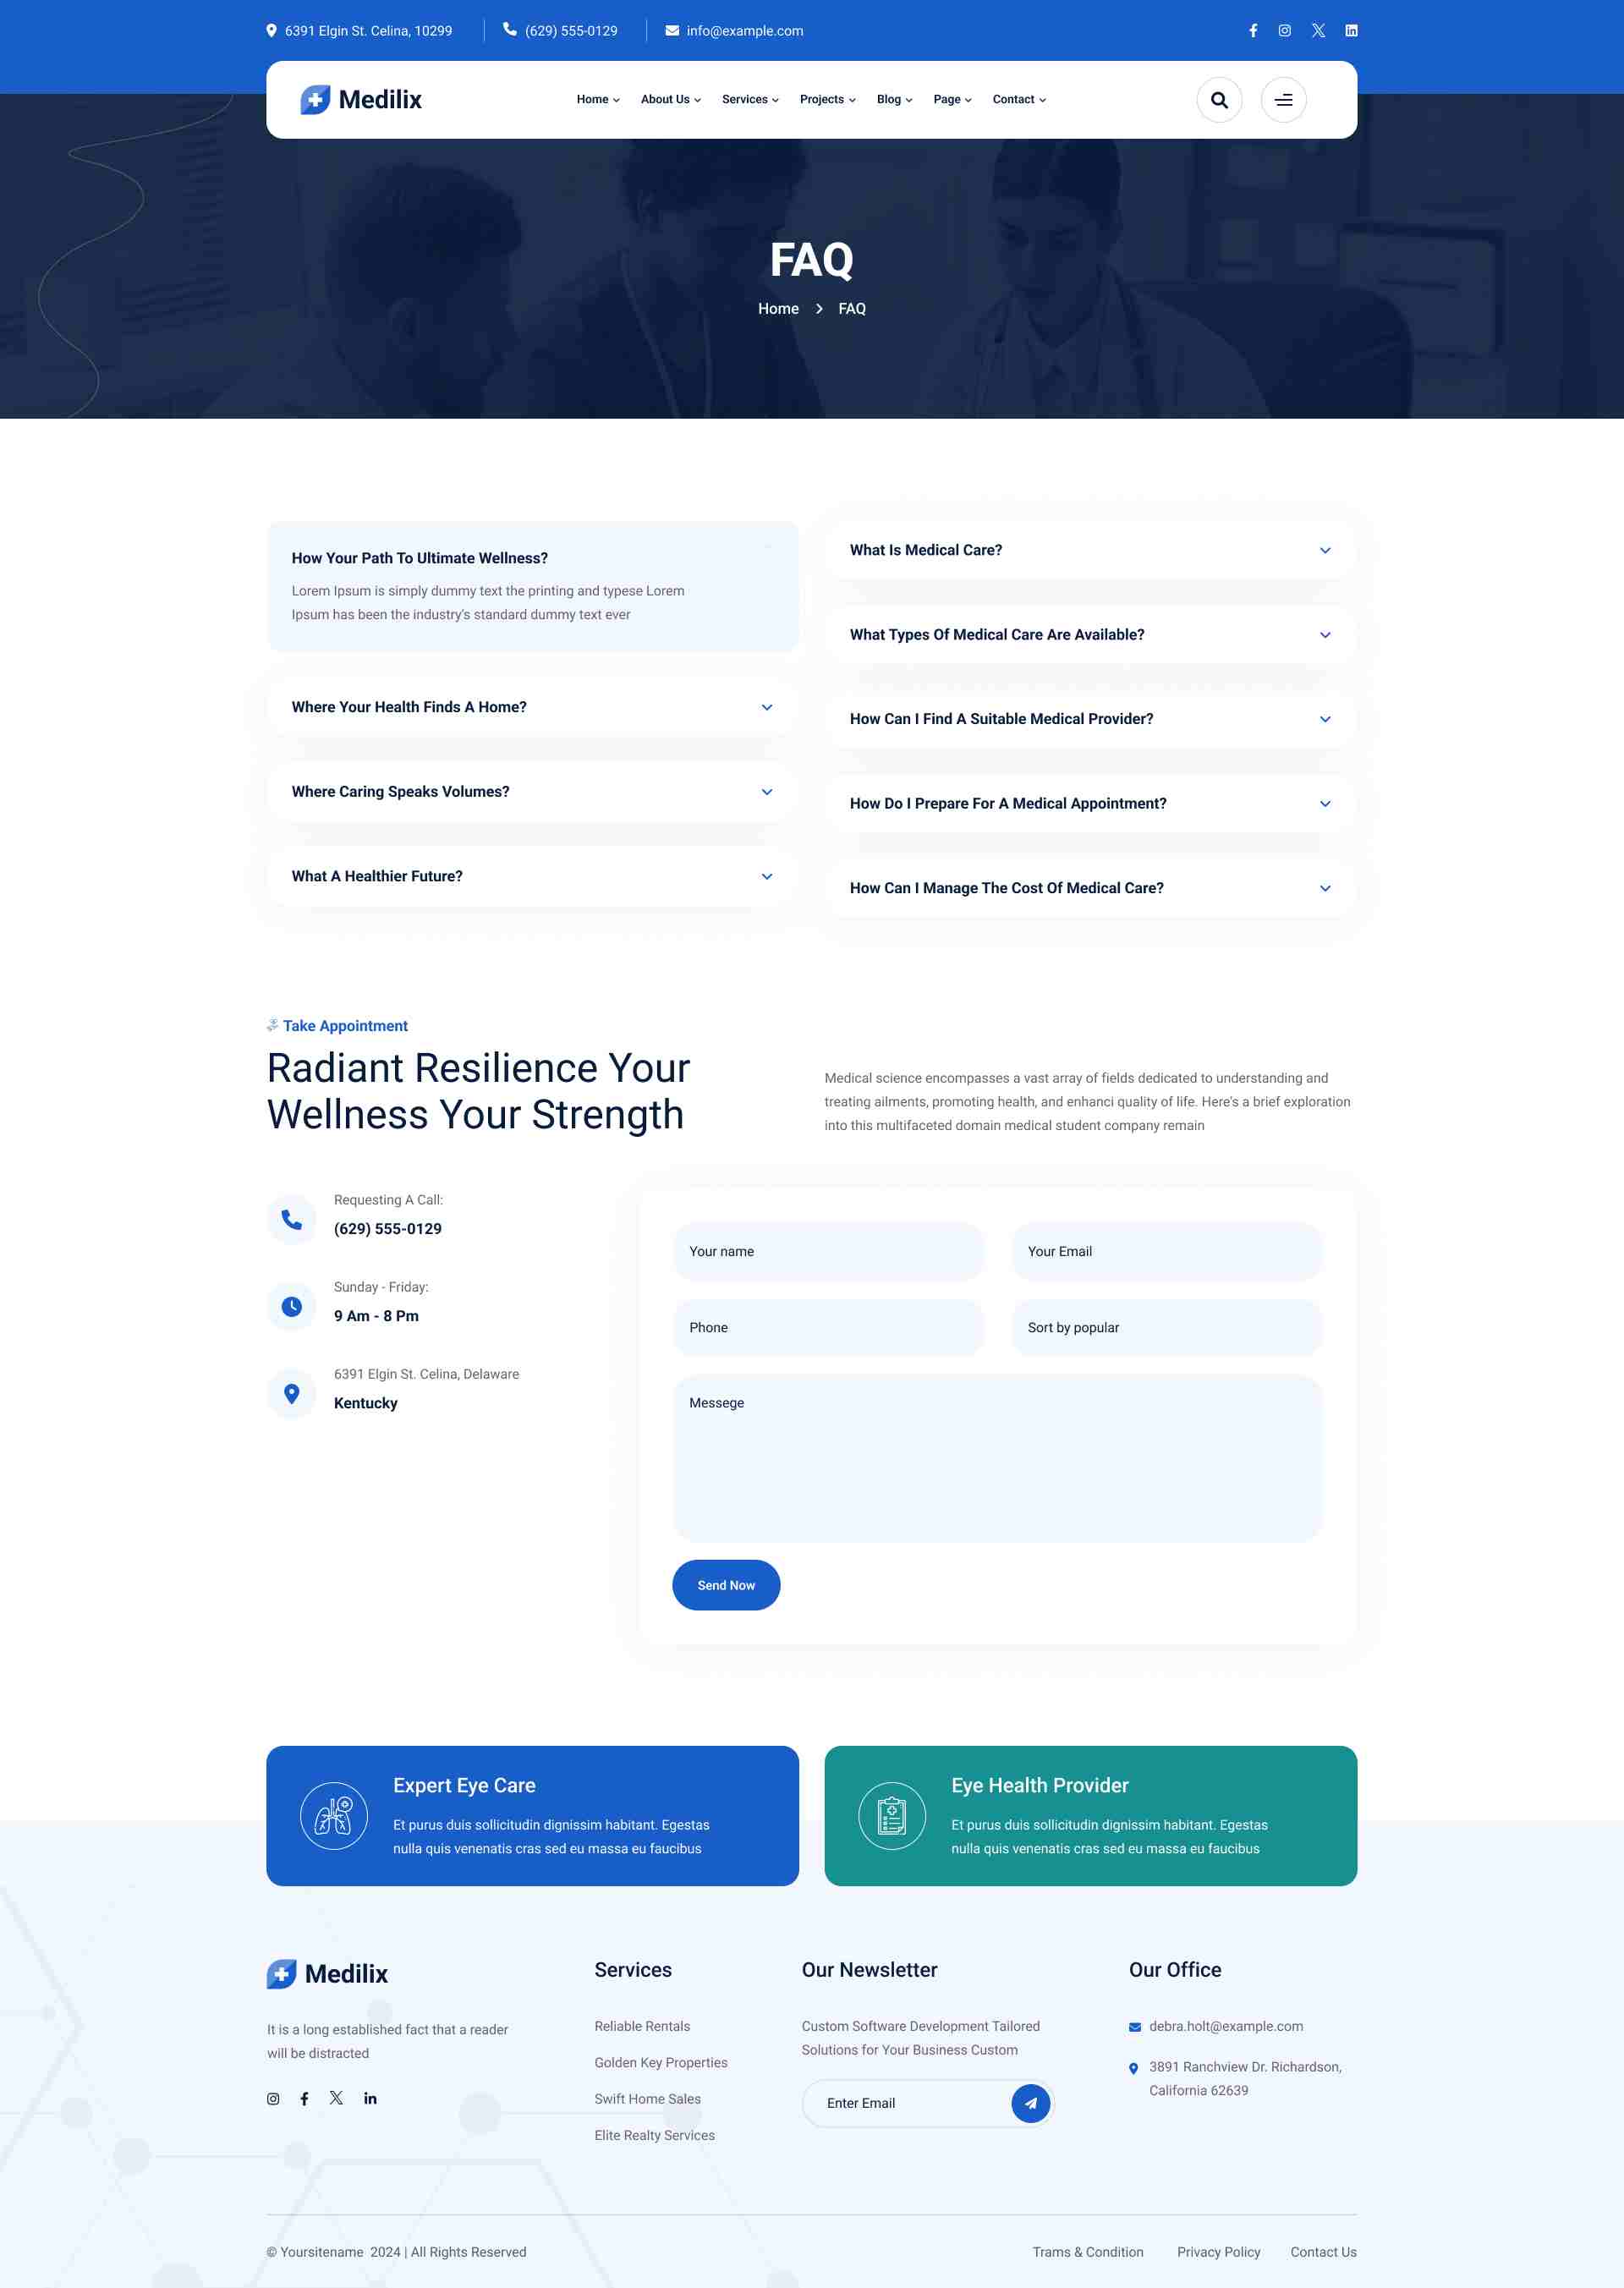 6391 Elgin St. Celina, 10299
(629) 555-0129
info@example.com
Medilix
Home
About Us
Services
Projects
Blog
Page
Contact
FAQ
Home
FAQ
How Your Path To Ultimate Wellness?
Lorem Ipsum is simply dummy text the printing and typese Lorem
Ipsum has been the industry's standard dummy text ever
Where Your Health Finds A Home?
Where Caring Speaks Volumes?
What A Healthier Future?
What Is Medical Care?
What Types Of Medical Care Are Available?
How Can I Find A Suitable Medical Provider?
How Do I Prepare For A Medical Appointment?
How Can I Manage The Cost Of Medical Care?
Take Appointment
Radiant Resilience Your
Wellness Your Strength
Medical science encompasses a vast array of fields dedicated to understanding and
treating ailments, promoting health, and enhanci quality of life. Here's a brief exploration
into this multifaceted domain medical student company remain
Requesting A Call:
(629) 555-0129
Sunday - Friday:
9 Am - 8 Pm
6391 Elgin St. Celina, Delaware
Kentucky
Your name
Your Email
Phone
Sort by popular
Messege
Send Now
Expert Eye Care
Et purus duis sollicitudin dignissim habitant. Egestas
nulla quis venenatis cras sed eu massa eu faucibus
Eye Health Provider
Et purus duis sollicitudin dignissim habitant. Egestas
nulla quis venenatis cras sed eu massa eu faucibus
Medilix
It is a long established fact that a reader
will be distracted
Services
Reliable Rentals
Golden Key Properties
Swift Home Sales
Elite Realty Services
Our Newsletter
Custom Software Development Tailored
Solutions for Your Business Custom
Enter Email
Our Office
debra.holt@example.com
3891 Ranchview Dr. Richardson,
California 62639
© Yoursitename 2024 | All Rights Reserved
Trams & Condition
Privacy Policy
Contact Us